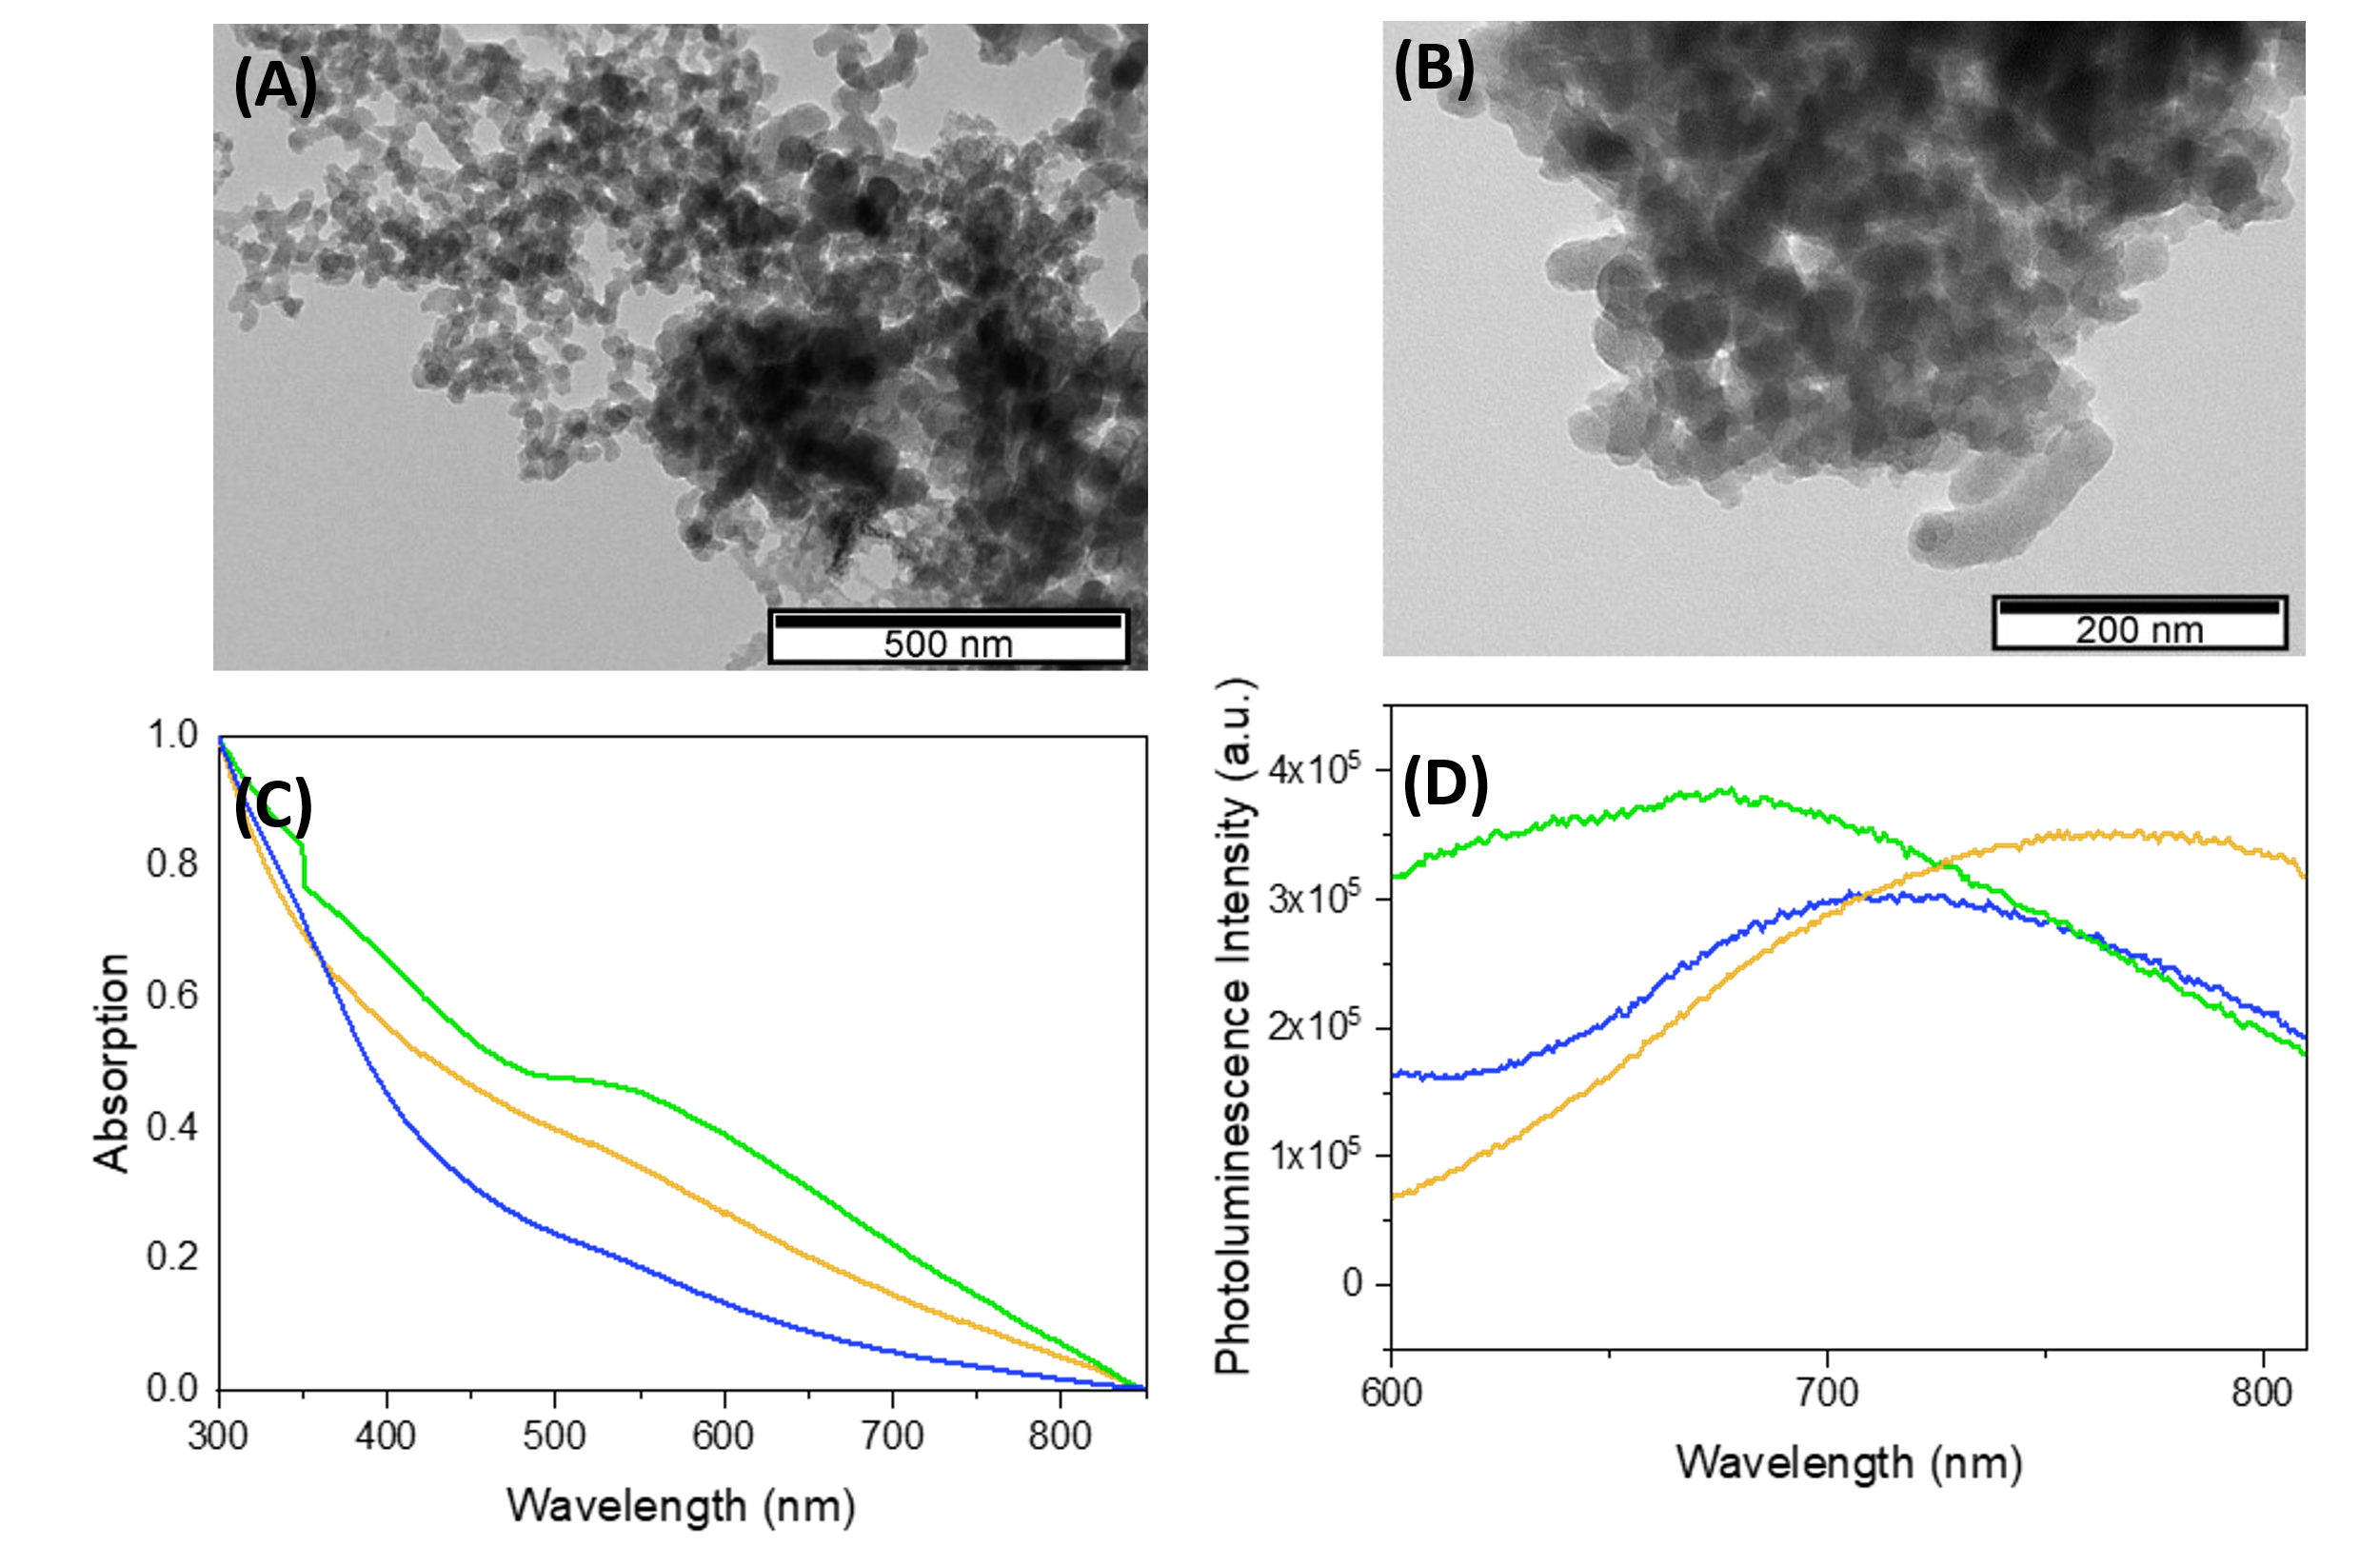 (A)
500 nm
(B)
200 nm
(C)
Absorption
1.0
0.8
0.6
0.4
0.2
0.0
300 400 500 600 700 800
Wavelength (nm)
(D)
Photoluminescence Intensity (a.u.)
4x10⁵
3x10⁵
2x10⁵
1x10⁵
0
600 700 800
Wavelength (nm)